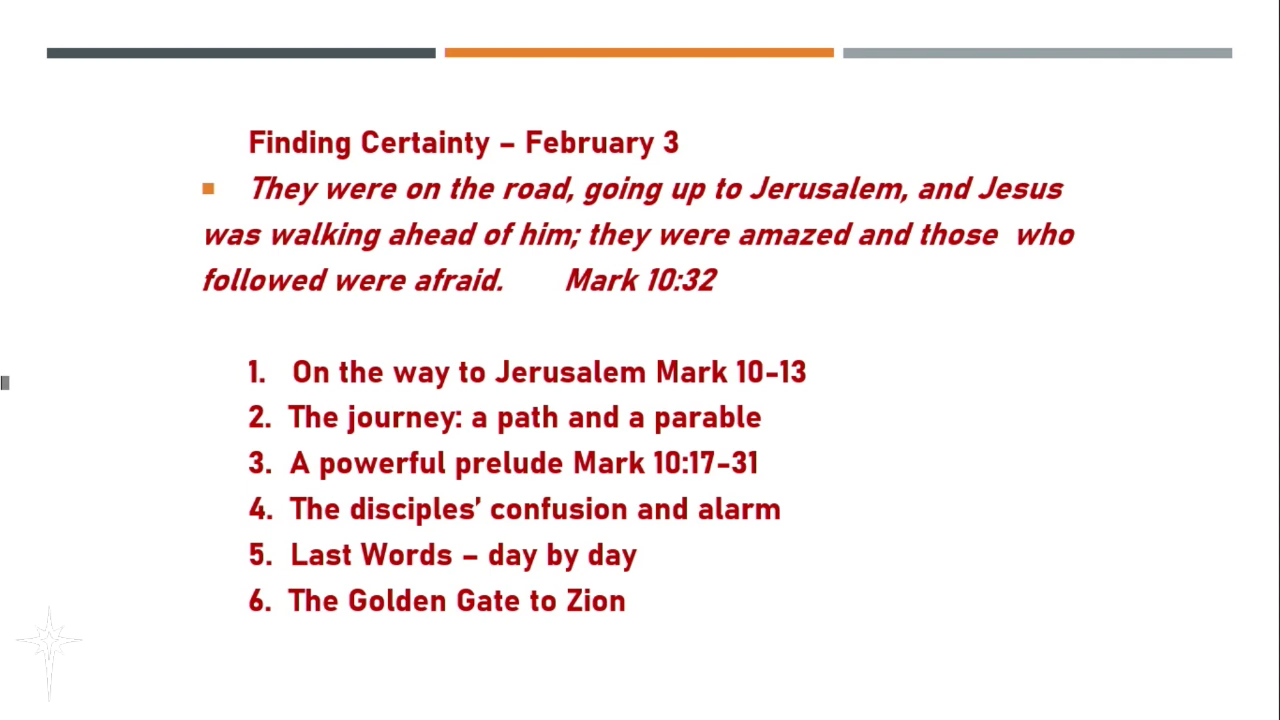 Finding Certainty – February 3
They were on the road, going up to Jerusalem, and Jesus
was walking ahead of him; they were amazed and those who
followed were afraid. Mark 10:32
1. On the way to Jerusalem Mark 10-13
2. The journey: a path and a parable
3. A powerful prelude Mark 10:17-31
4. The disciples’ confusion and alarm
5. Last Words – day by day
6. The Golden Gate to Zion